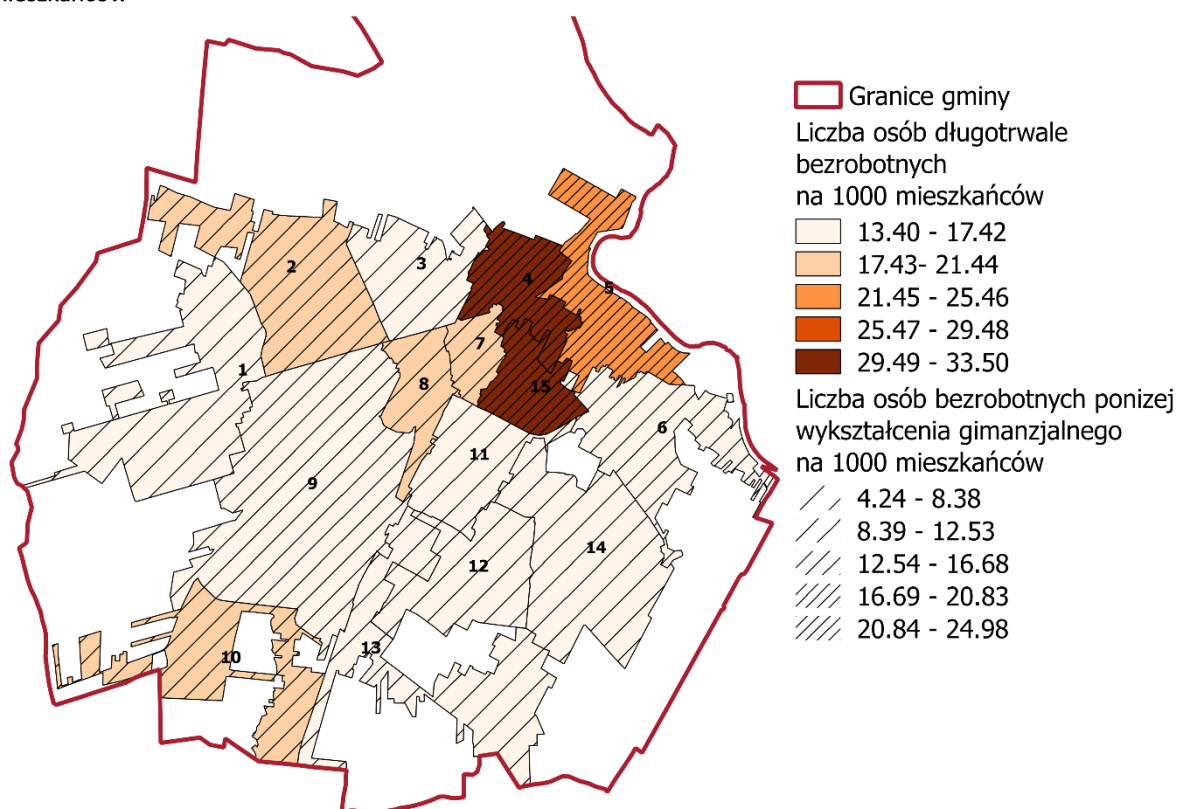 Granice gminy
Liczba osób długotrwale
bezrobotnych
na 1000 mieszkańców
13.40 - 17.42
17.43- 21.44
21.45 - 25.46
25.47 - 29.48
29.49 - 33.50
Liczba osób bezrobotnych ponizej
wykształcenia gimanzjalnego
na 1000 mieszkańców
4.24 - 8.38
8.39 - 12.53
12.54 - 16.68
16.69 - 20.83
20.84 - 24.98
2
3
4
5
7
8
1
15
6
11
9
14
12
13
10